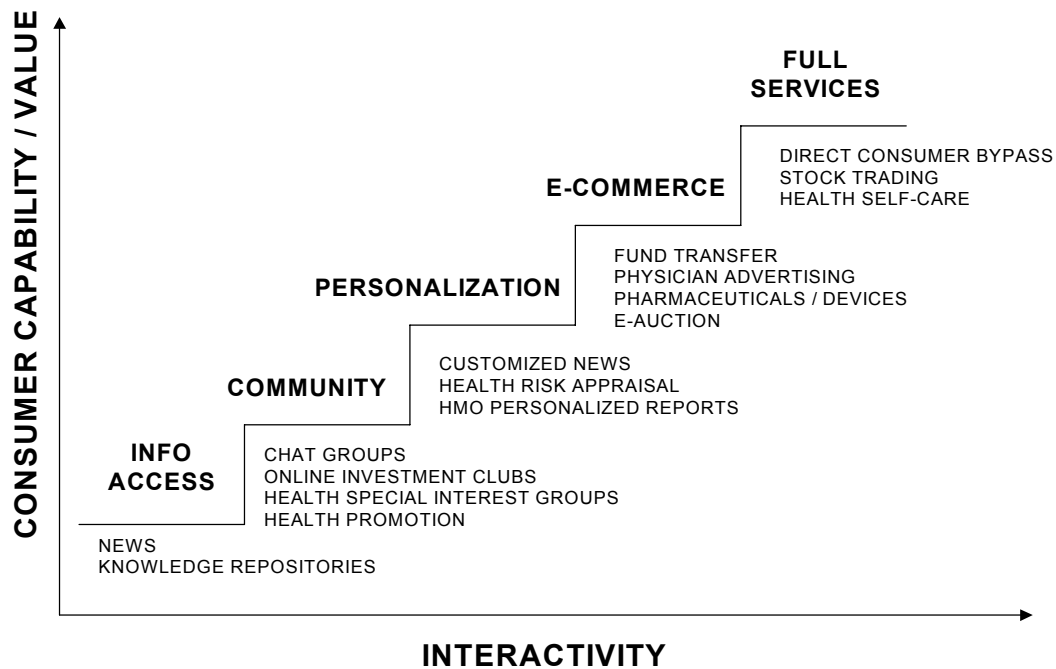 CONSUMER CAPABILITY / VALUE
FULL
SERVICES
DIRECT CONSUMER BYPASS
STOCK TRADING
HEALTH SELF-CARE
E-COMMERCE
FUND TRANSFER
PHYSICIAN ADVERTISING
PHARMACEUTICALS / DEVICES
E-AUCTION
PERSONALIZATION
CUSTOMIZED NEWS
HEALTH RISK APPRAISAL
HMO PERSONALIZED REPORTS
COMMUNITY
CHAT GROUPS
ONLINE INVESTMENT CLUBS
HEALTH SPECIAL INTEREST GROUPS
HEALTH PROMOTION
INFO
ACCESS
NEWS
KNOWLEDGE REPOSITORIES
INTERACTIVITY